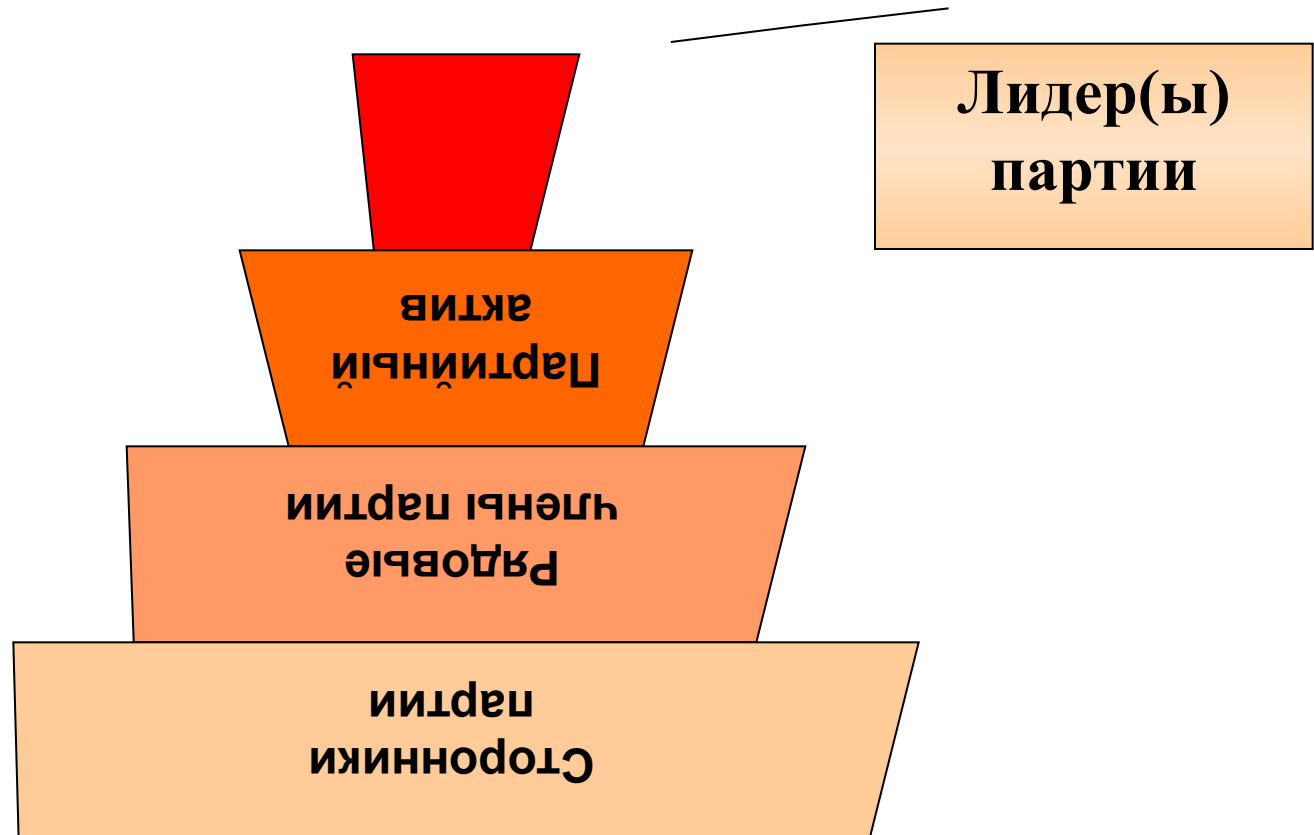 Лидер(ы)
партии
Партийный
актив
Рядовые
члены партии
Сторонники
партии